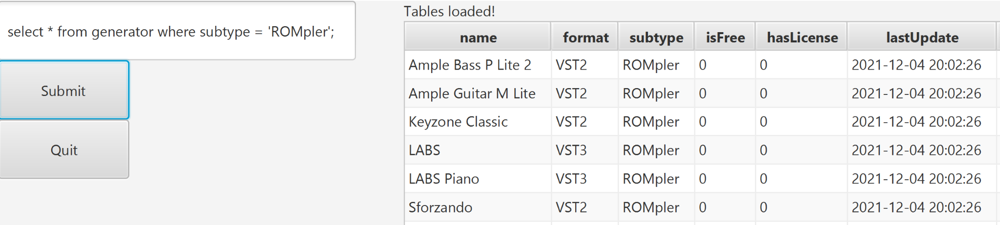 select * from generator where subtype = 'ROMpler';
Submit
Quit
Tables loaded!
name format subtype isFree hasLicense lastUpdate
Ample Bass P Lite 2 VST2 ROMpler 0 0 2021-12-04 20:02:26
Ample Guitar M Lite VST2 ROMpler 0 0 2021-12-04 20:02:26
Keyzone Classic VST2 ROMpler 0 0 2021-12-04 20:02:26
LABS VST3 ROMpler 0 0 2021-12-04 20:02:26
LABS Piano VST3 ROMpler 0 0 2021-12-04 20:02:26
Sforzando VST2 ROMpler 0 0 2021-12-04 20:02:26